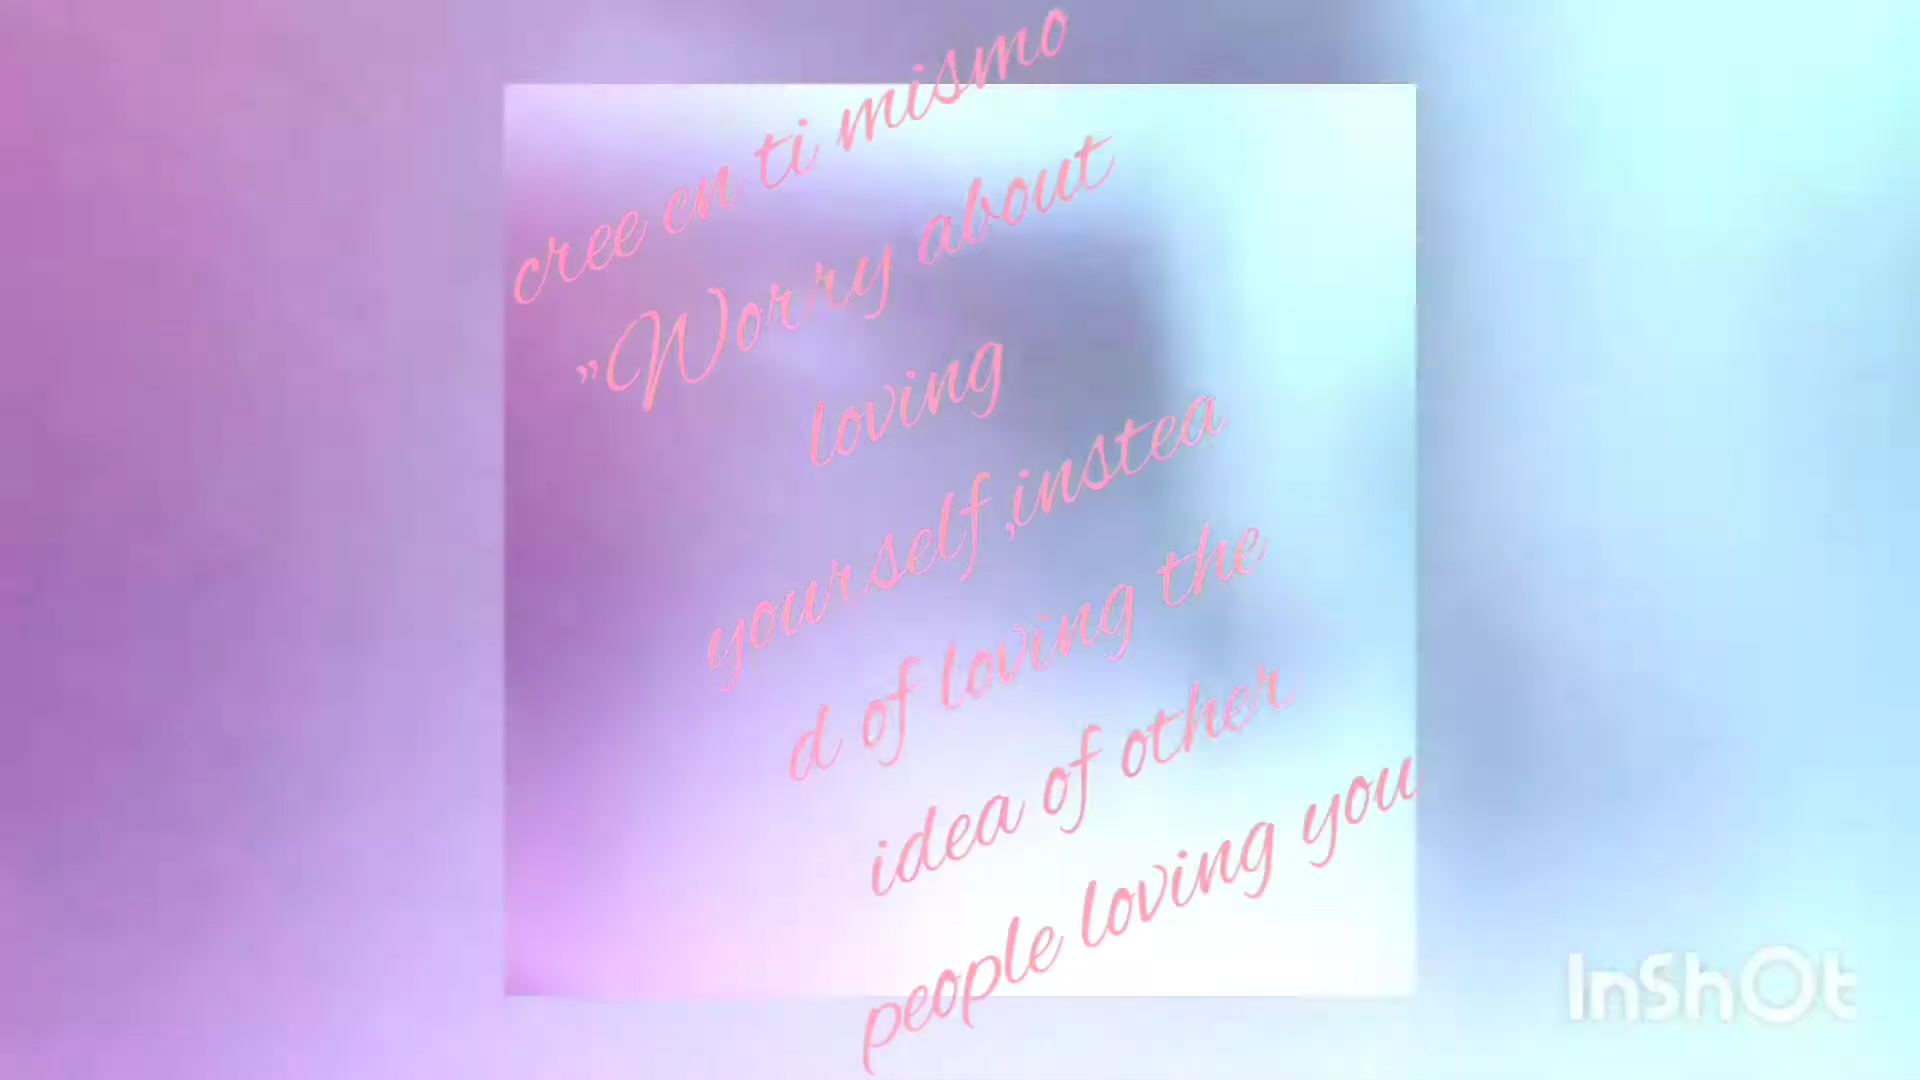 cree en ti mismo
"Worry about
loving
yourself,instea
d of loving the
idea of other
people loving you
InShOt